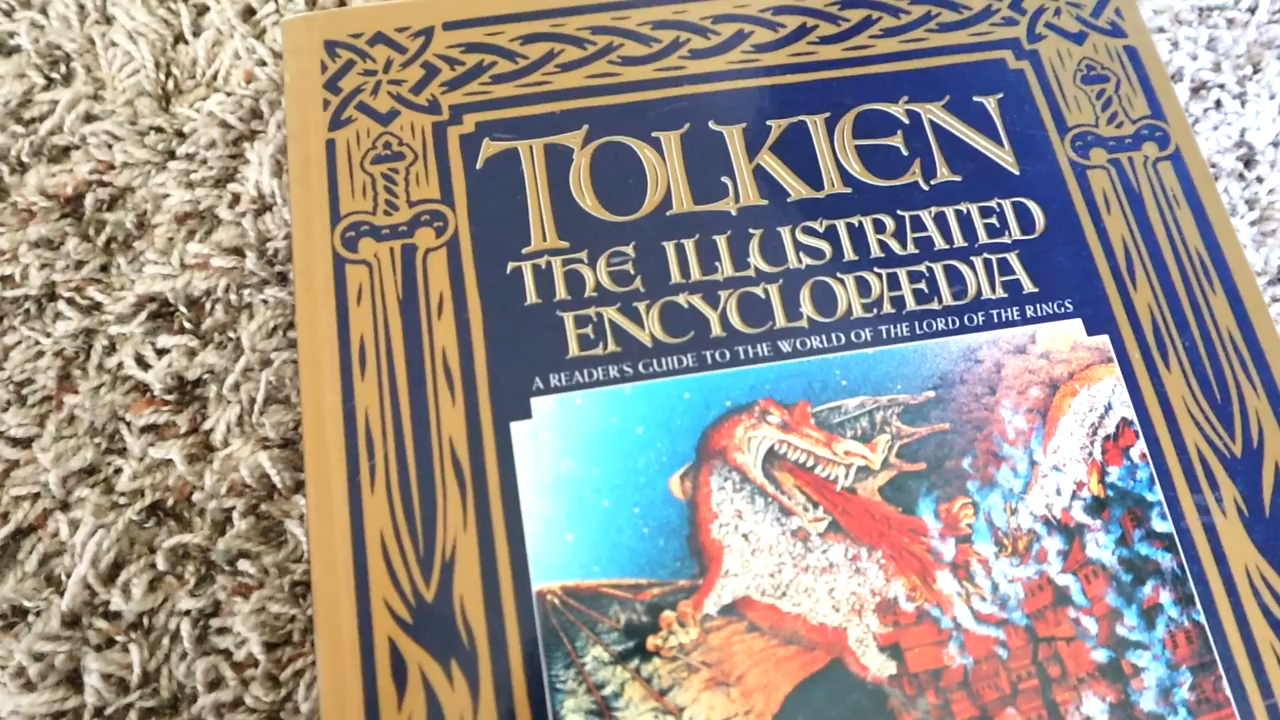 TOLKIEN
THE ILLUSTRATED
ENCYCLOPÆDIA
A READER'S GUIDE TO THE WORLD OF THE LORD OF THE RINGS